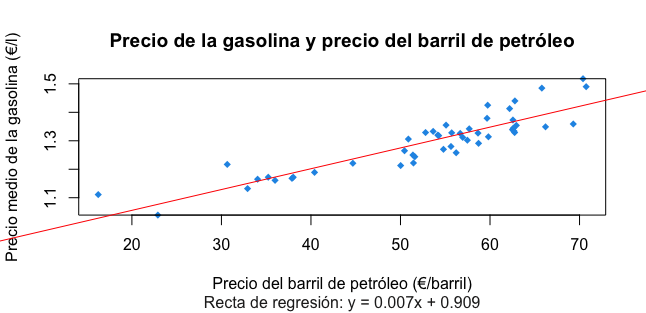 Precio de la gasolina y precio del barril de petróleo
Precio medio de la gasolina (€/l)
1.5
1.3
1.1
20 30 40 50 60 70
Precio del barril de petróleo (€/barril)
Recta de regresión: y = 0.007x + 0.909